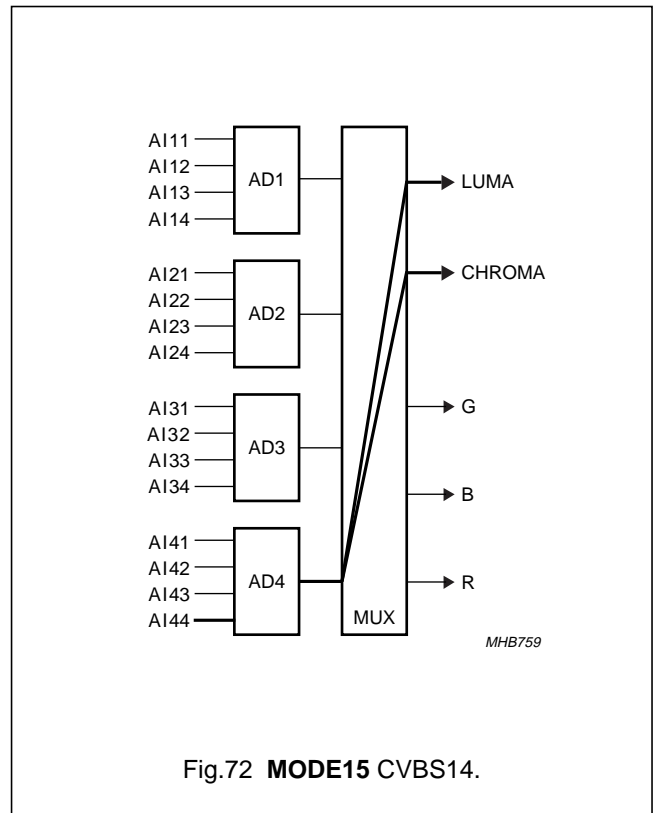 AI11
AI12
AI13
AI14
AD1
AI21
AI22
AI23
AI24
AD2
AI31
AI32
AI33
AI34
AD3
AI41
AI42
AI43
AI44
AD4
MUX
LUMA
CHROMA
G
B
R
MHB759
Fig.72 MODE15 CVBS14.